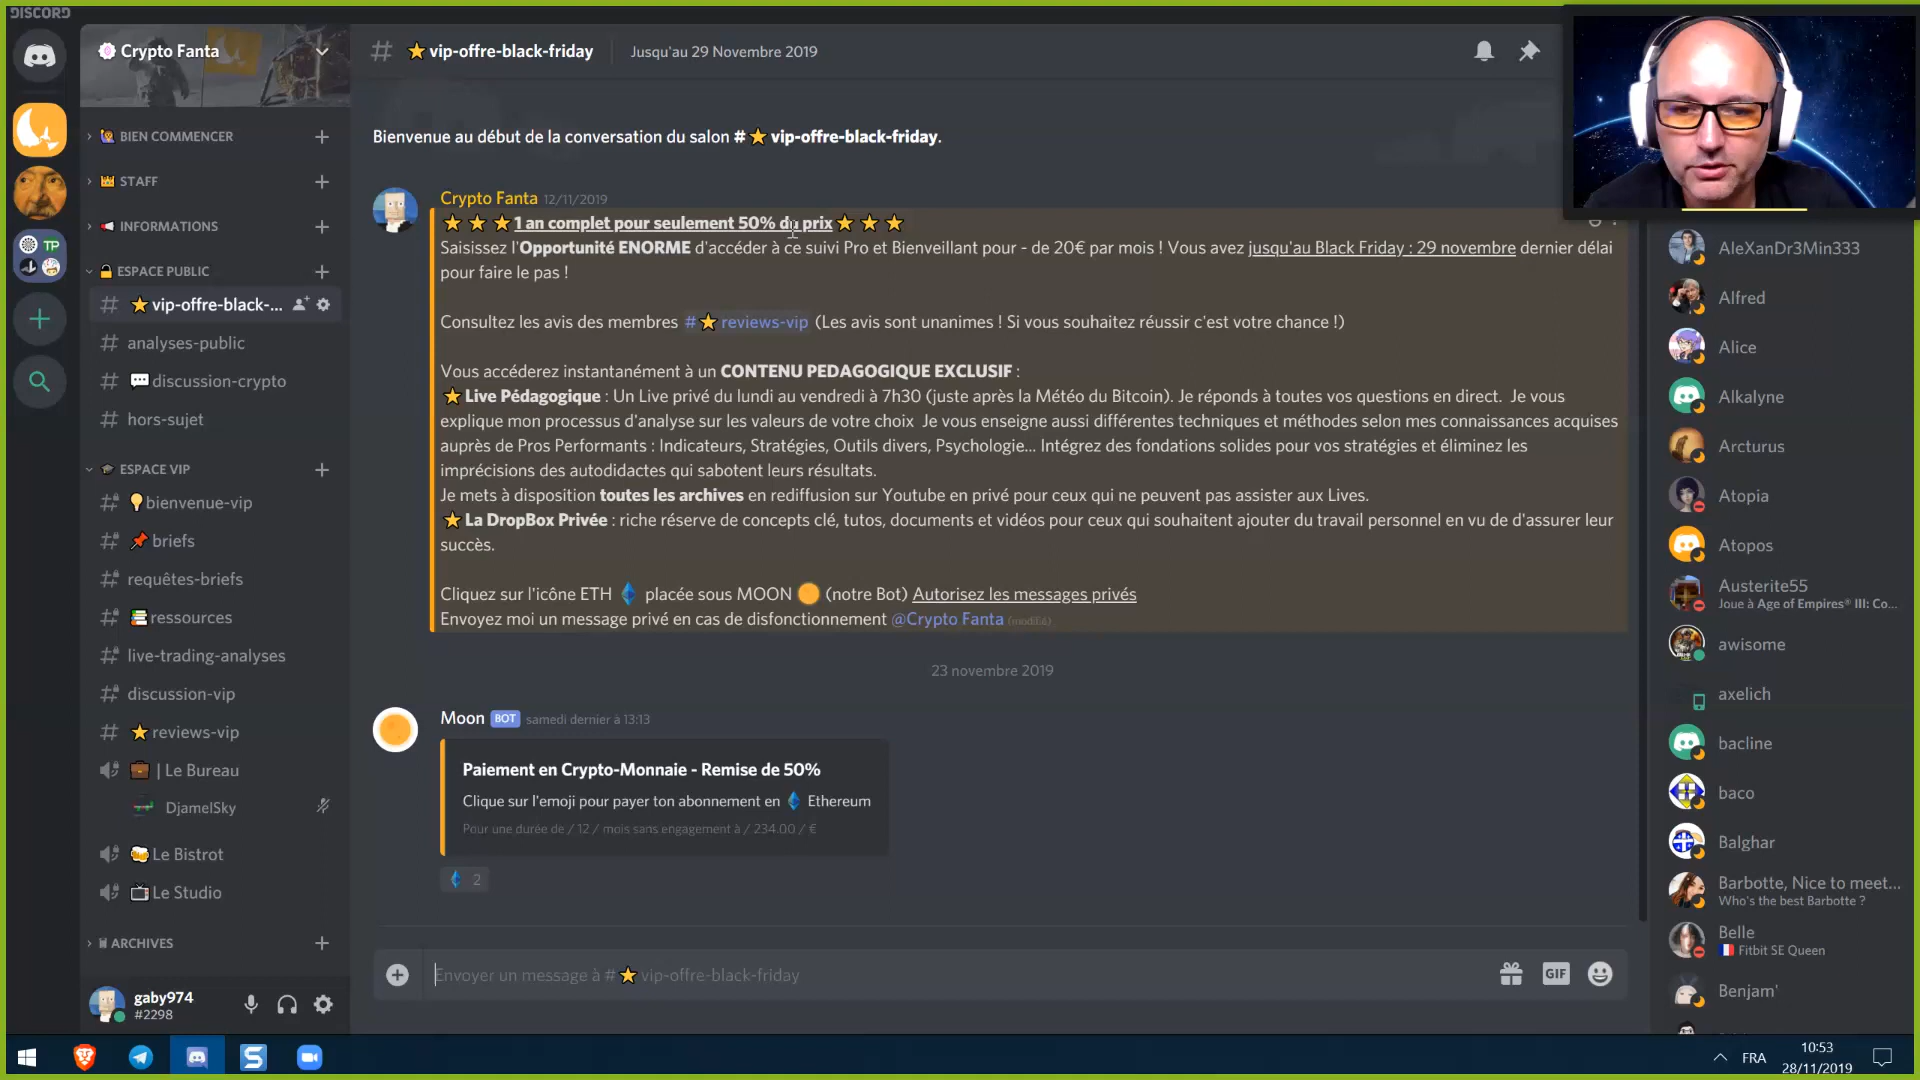 DISCORD
Crypto Fanta
# ⭐vip-offre-black-friday
Jusqu'au 29 Novembre 2019
BIEN COMMENCER
STAFF
INFORMATIONS
ESPACE PUBLIC
# ⭐vip-offre-black-...
# analyses-public
# 💬discussion-crypto
# hors-sujet
ESPACE VIP
# 💡bienvenue-vip
# 📌briefs
# requêtes-briefs
# 📚ressources
# live-trading-analyses
# discussion-vip
# ⭐reviews-vip
💼 | Le Bureau
DjamelSky
🍻Le Bistrot
📺Le Studio
ARCHIVES
gaby974
#2298
Bienvenue au début de la conversation du salon # ⭐ vip-offre-black-friday.
Crypto Fanta 12/11/2019
⭐ ⭐ ⭐ 1 an complet pour seulement 50% du prix ⭐ ⭐ ⭐
Saisissez l'Opportunité ENORME d'accéder à ce suivi Pro et Bienveillant pour - de 20€ par mois ! Vous avez jusqu'au Black Friday : 29 novembre dernier délai
pour faire le pas !
Consultez les avis des membres #⭐reviews-vip (Les avis sont unanimes ! Si vous souhaitez réussir c'est votre chance !)
Vous accéderez instantanément à un CONTENU PEDAGOGIQUE EXCLUSIF :
⭐ Live Pédagogique : Un Live privé du lundi au vendredi à 7h30 (juste après la Météo du Bitcoin). Je réponds à toutes vos questions en direct. Je vous
explique mon processus d'analyse sur les valeurs de votre choix Je vous enseigne aussi différentes techniques et méthodes selon mes connaissances acquises
auprès de Pros Performants : Indicateurs, Stratégies, Outils divers, Psychologie... Intégrez des fondations solides pour vos stratégies et éliminez les
imprécisions des autodidactes qui sabotent leurs résultats.
Je mets à disposition toutes les archives en rediffusion sur Youtube en privé pour ceux qui ne peuvent pas assister aux Lives.
⭐ La DropBox Privée : riche réserve de concepts clé, tutos, documents et vidéos pour ceux qui souhaitent ajouter du travail personnel en vu de d'assurer leur
succès.
Cliquez sur l'icône ETH placée sous MOON (notre Bot) Autorisez les messages privés
Envoyez moi un message privé en cas de disfonctionnement @Crypto Fanta (modifié)
23 novembre 2019
Moon BOT samedi dernier à 13:13
Paiement en Crypto-Monnaie - Remise de 50%
Clique sur l'emoji pour payer ton abonnement en Ethereum
Pour une durée de / 12 / mois sans engagement à / 234.00 / €
2
Envoyer un message à #⭐vip-offre-black-friday
GIF
TP
AleXanDr3Min333
Alfred
Alice
Alkalyne
Arcturus
Atopia
Atopos
Austerite55
Joue à Age of Empires® III: Co...
awisome
axelich
bacline
baco
Balghar
Barbotte, Nice to meet...
Who's the best Barbotte ?
Belle
Fitbit SE Queen
Benjam'
S
FRA
10:53
28/11/2019